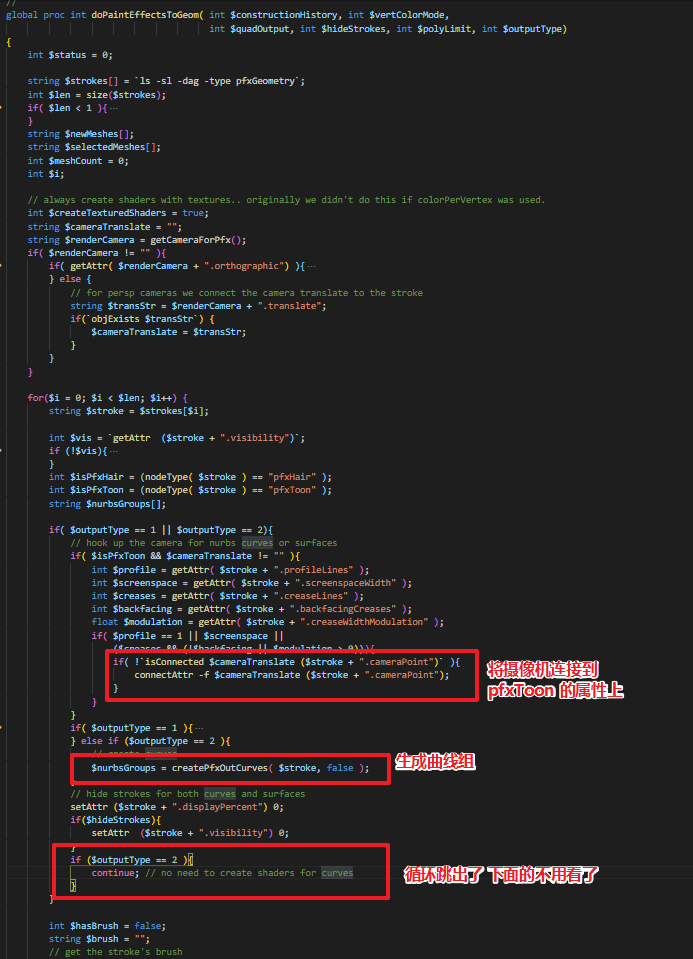 //
global proc int doPaintEffectsToGeom( int $constructionHistory, int $vertColorMode,
int $quadOutput, int $hideStrokes, int $polyLimit, int $outputType)
{
int $status = 0;
string $strokes[] = `ls -sl -dag -type pfxGeometry`;
int $len = size($strokes);
if( $len < 1 ){ ···
}
string $newMeshes[];
string $selectedMeshes[];
int $meshCount = 0;
int $i;
// always create shaders with textures.. originally we didn't do this if colorPerVertex was used.
int $createTexturedShaders = true;
string $cameraTranslate = "";
string $renderCamera = getCameraForPfx();
if( $renderCamera != "" ){
if( getAttr( $renderCamera + ".orthographic") ){ ···
} else {
// for persp cameras we connect the camera translate to the stroke
string $transStr = $renderCamera + ".translate";
if(`objExists $transStr`) {
$cameraTranslate = $transStr;
}
}
}
for($i = 0; $i < $len; $i++) {
string $stroke = $strokes[$i];
int $vis = `getAttr  ($stroke + ".visibility")`;
if (!$vis){ ···
}
int $isPfxHair = (nodeType( $stroke ) == "pfxHair" );
int $isPfxToon = (nodeType( $stroke ) == "pfxToon" );
string $nurbsGroups[];
if( $outputType == 1 || $outputType == 2){
// hook up the camera for nurbs curves or surfaces
if( $isPfxToon && $cameraTranslate != "" ){
int $profile = getAttr( $stroke + ".profileLines" );
int $screenspace = getAttr( $stroke + ".screenspaceWidth" );
int $creases = getAttr( $stroke + ".creaseLines" );
int $backfacing = getAttr( $stroke + ".backfacingCreases" );
float $modulation = getAttr( $stroke + ".creaseWidthModulation" );
if( $profile == 1 || $screenspace ||
($creases && (!$backfacing || $modulation > 0))){
if( !`isConnected $cameraTranslate ($stroke + ".cameraPoint")` ){
connectAttr -f $cameraTranslate ($stroke + ".cameraPoint");
}
将摄像机连接到
pfxToon 的属性上
}
}
if( $outputType == 1 ){ ···
} else if ($outputType == 2 ){
// create curves
$nurbsGroups = createPfxOutCurves( $stroke, false );
生成曲线组
}
// hide strokes for both curves and surfaces
setAttr ($stroke + ".displayPercent") 0;
if($hideStrokes){
setAttr  ($stroke + ".visibility") 0;
}
if ($outputType == 2 ){
continue; // no need to create shaders for curves
}
循环跳出了 下面的不用看了
}
int $hasBrush = false;
string $brush = "";
// get the stroke's brush